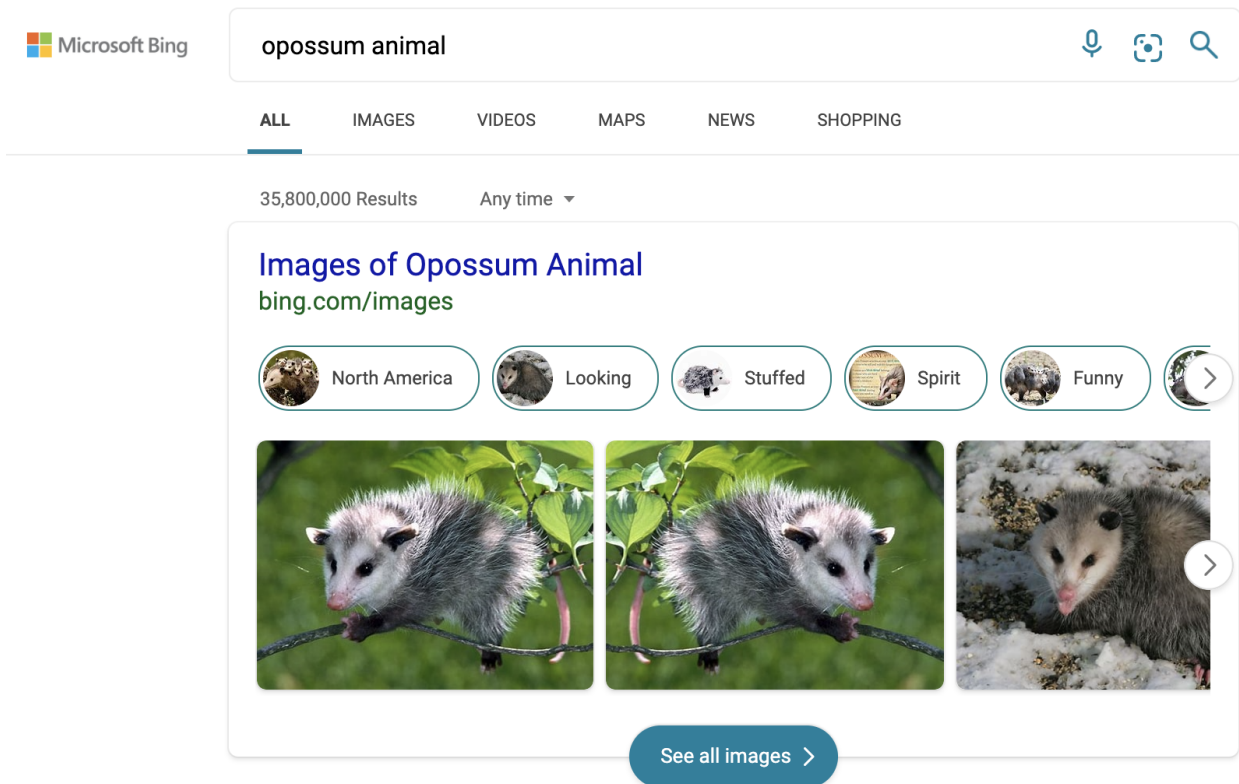 Microsoft Bing
opossum animal
ALL IMAGES VIDEOS MAPS NEWS SHOPPING
35,800,000 Results Any time
Images of Opossum Animal
bing.com/images
North America Looking Stuffed Spirit Funny
See all images